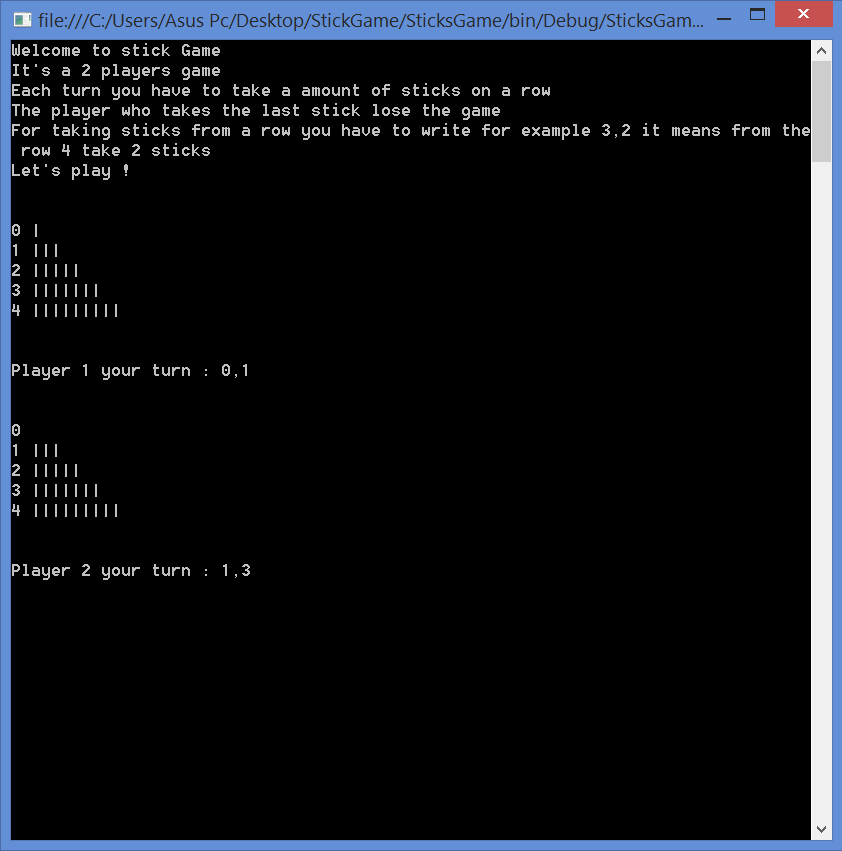 file:///C:/Users/Asus Pc/Desktop/StickGame/SticksGame/bin/Debug/SticksGam...
Welcome to stick Game
It's a 2 players game
Each turn you have to take a amount of sticks on a row
The player who takes the last stick lose the game
For taking sticks from a row you have to write for example 3,2 it means from the
 row 4 take 2 sticks
Let's play !
0 |
1 |||
2 |||||
3 |||||||
4 |||||||||
Player 1 your turn : 0,1
0
1 |||
2 |||||
3 |||||||
4 |||||||||
Player 2 your turn : 1,3